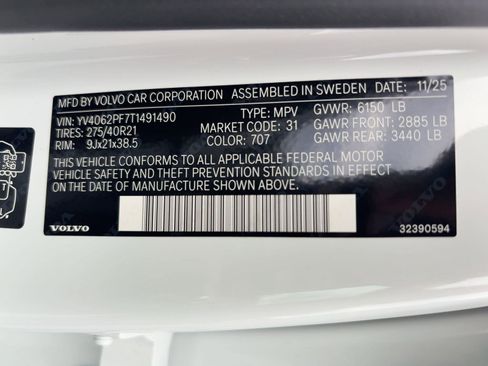 MFD BY VOLVO CAR CORPORATION ASSEMBLED IN SWEDEN DATE: 11/25
VIN: YV4062PF7T1491490 TYPE: MPV GVWR: 6150 LB
TIRES: 275/40R21 MARKET CODE: 31 GAWR FRONT: 2885 LB
RIM: 9Jx21x38.5 COLOR: 707 GAWR REAR: 3440 LB
THIS VEHICLE CONFORMS TO ALL APPLICABLE FEDERAL MOTOR
VEHICLE SAFETY AND THEFT PREVENTION STANDARDS IN EFFECT
ON THE DATE OF MANUFACTURE SHOWN ABOVE.
VOLVO 32390594